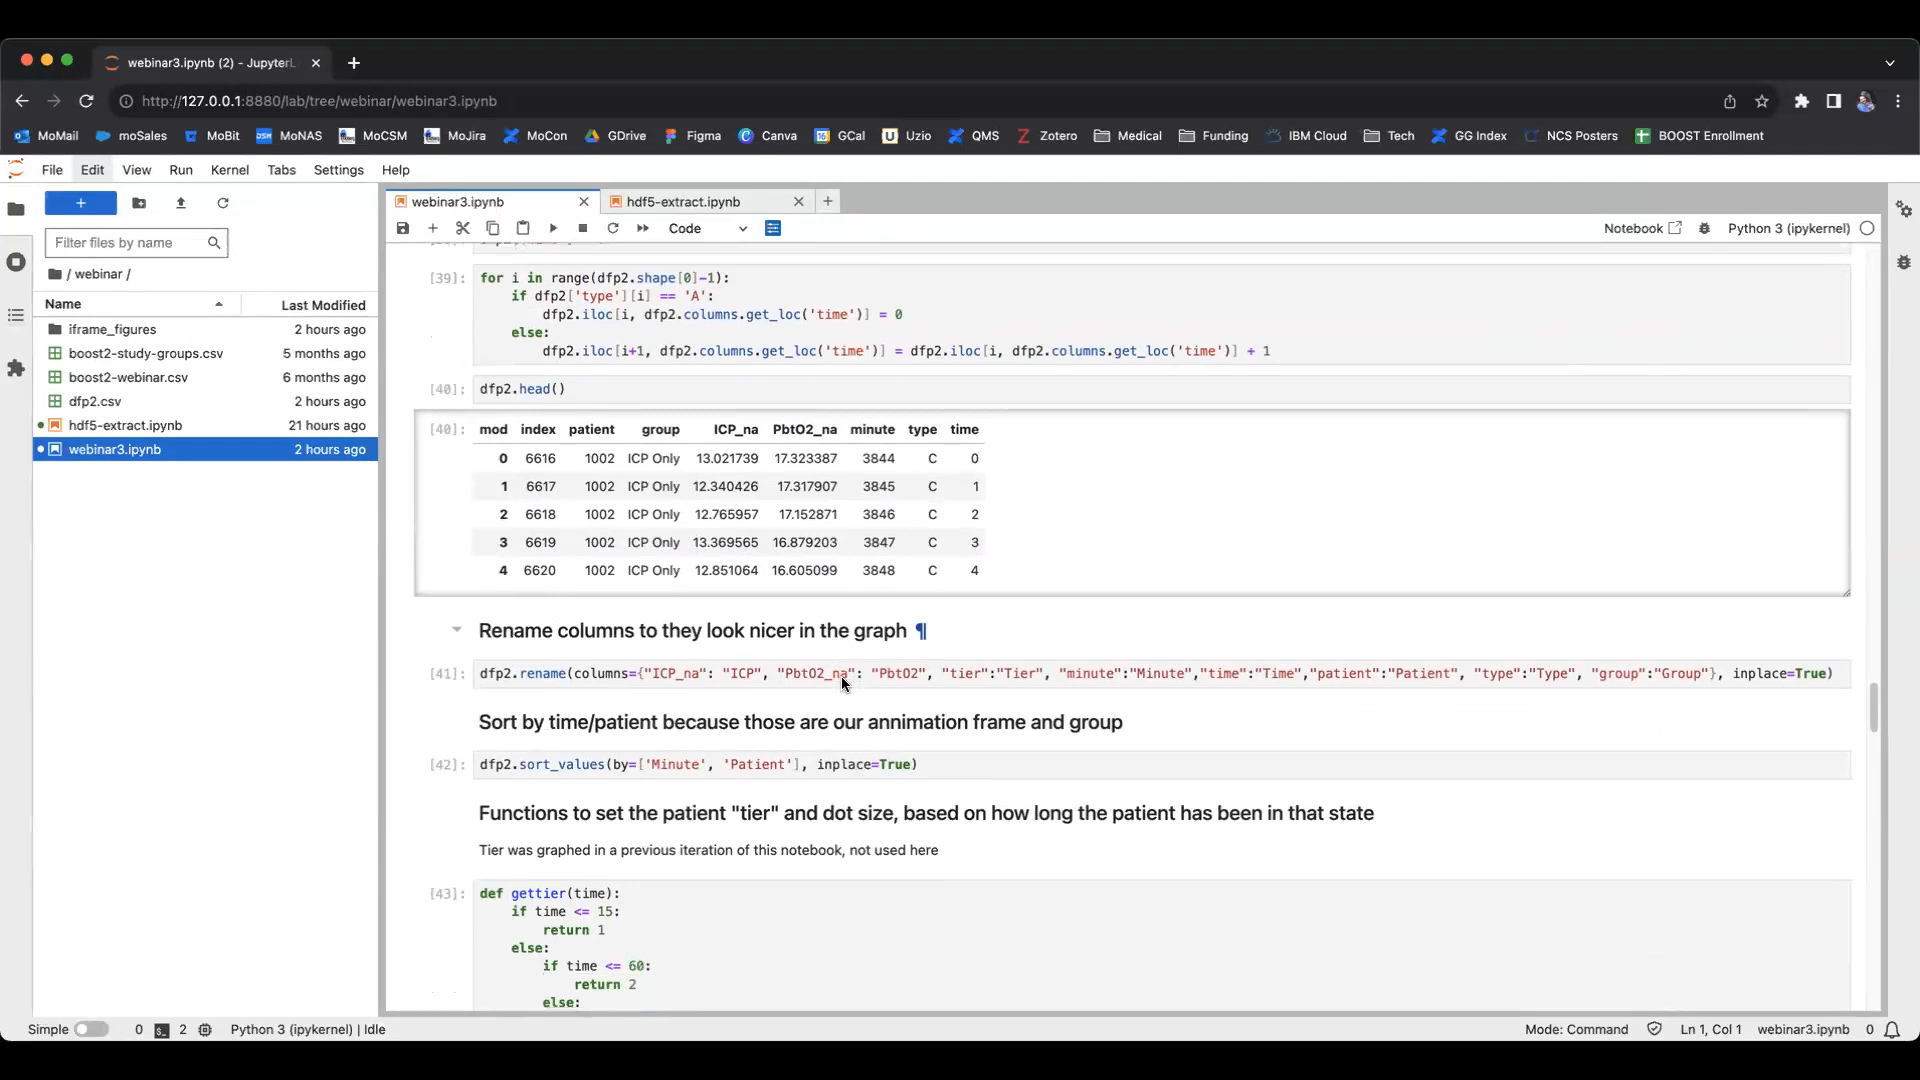 webinar3.ipynb (2) - JupyterL
http://127.0.0.1:8880/lab/tree/webinar/webinar3.ipynb
MoMail moSales MoBit MoNAS MoCSM MoJira MoCon GDrive Figma Canva GCal Uzio QMS Zotero Medical Funding IBM Cloud Tech GG Index NCS Posters BOOST Enrollment
File Edit View Run Kernel Tabs Settings Help
webinar3.ipynb hdf5-extract.ipynb
Code Notebook Python 3 (ipykernel)
Filter files by name
/ webinar /
Name Last Modified
iframe_figures 2 hours ago
boost2-study-groups.csv 5 months ago
boost2-webinar.csv 6 months ago
dfp2.csv 2 hours ago
hdf5-extract.ipynb 21 hours ago
webinar3.ipynb 2 hours ago
[39]: for i in range(dfp2.shape[0]-1):
if dfp2['type'][i] == 'A':
dfp2.iloc[i, dfp2.columns.get_loc('time')] = 0
else:
dfp2.iloc[i+1, dfp2.columns.get_loc('time')] = dfp2.iloc[i, dfp2.columns.get_loc('time')] + 1
[40]: dfp2.head()
[40]: mod index patient group ICP_na PbtO2_na minute type time
0 6616 1002 ICP Only 13.021739 17.323387 3844 C 0
1 6617 1002 ICP Only 12.340426 17.317907 3845 C 1
2 6618 1002 ICP Only 12.765957 17.152871 3846 C 2
3 6619 1002 ICP Only 13.369565 16.879203 3847 C 3
4 6620 1002 ICP Only 12.851064 16.605099 3848 C 4
Rename columns to they look nicer in the graph ¶
[41]: dfp2.rename(columns={"ICP_na": "ICP", "PbtO2_na": "PbtO2", "tier":"Tier", "minute":"Minute","time":"Time","patient":"Patient", "type":"Type", "group":"Group"}, inplace=True)
Sort by time/patient because those are our annimation frame and group
[42]: dfp2.sort_values(by=['Minute', 'Patient'], inplace=True)
Functions to set the patient "tier" and dot size, based on how long the patient has been in that state
Tier was graphed in a previous iteration of this notebook, not used here
[43]: def gettier(time):
if time <= 15:
return 1
else:
if time <= 60:
return 2
else:
Simple 0 2 Python 3 (ipykernel) | Idle Mode: Command Ln 1, Col 1 webinar3.ipynb 0